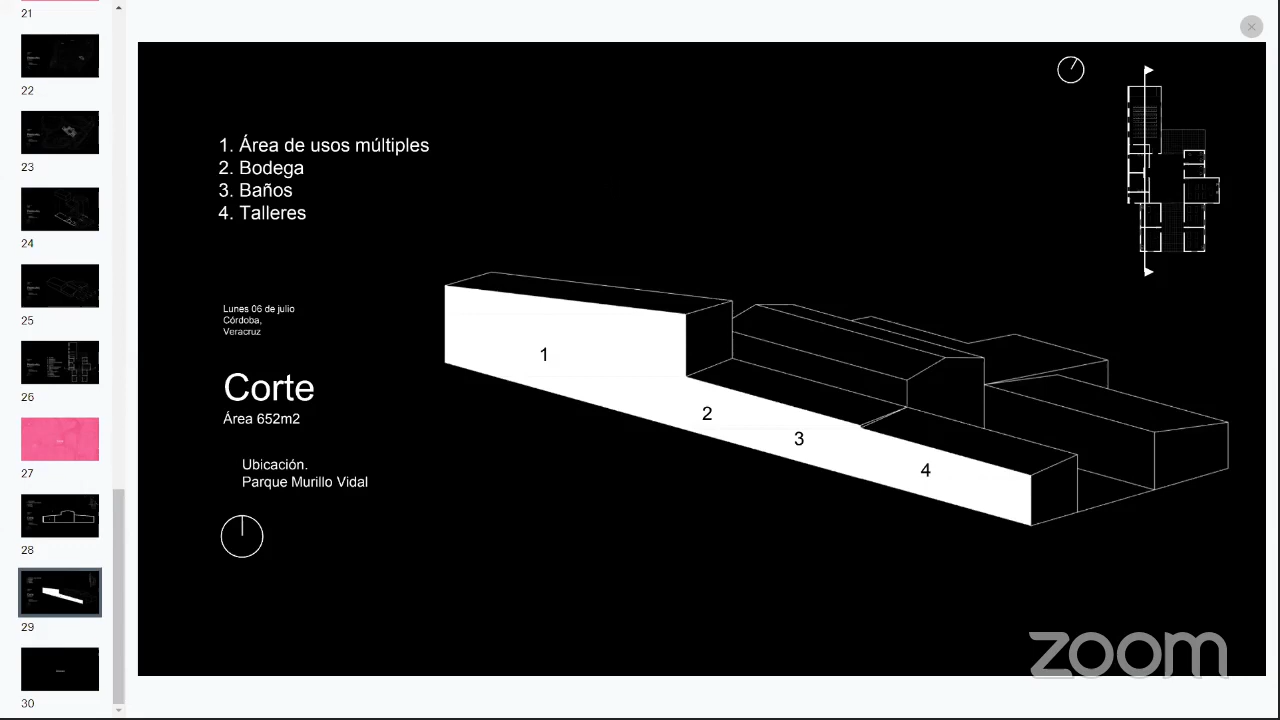 21
22
23
24
25
26
27
28
29
30
1. Área de usos múltiples
2. Bodega
3. Baños
4. Talleres
Lunes 06 de julio
Córdoba,
Veracruz
Corte
Área 652m2
Ubicación.
Parque Murillo Vidal
1
2
3
4
zoom